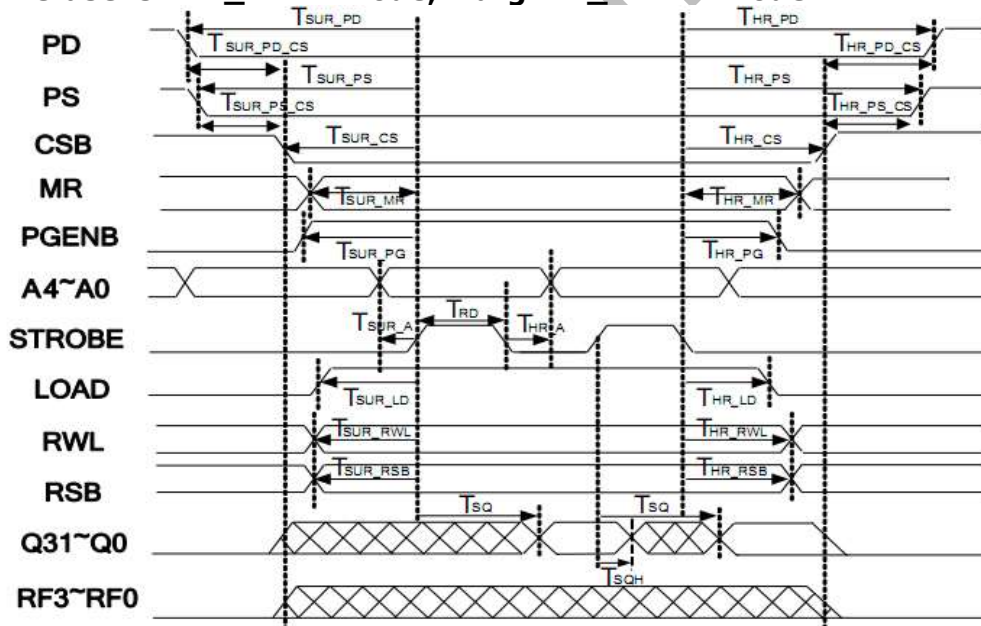 TSUR_PD THR_PD
PD TSUR_PD_CS THR_PD_CS
TSUR_PS THR_PS
PS TSUR_PS_CS THR_PS_CS
CSB TSUR_CS THR_CS
MR TSUR_MR THR_MR
PGENB TSUR_PG THR_PG
A4~A0
TSUR_A TRD THR_A
STROBE
LOAD TSUR_LD THR_LD
RWL TSUR_RWL THR_RWL
RSB TSUR_RSB THR_RSB
TSQ TSQ
Q31~Q0
TSQH
RF3~RF0